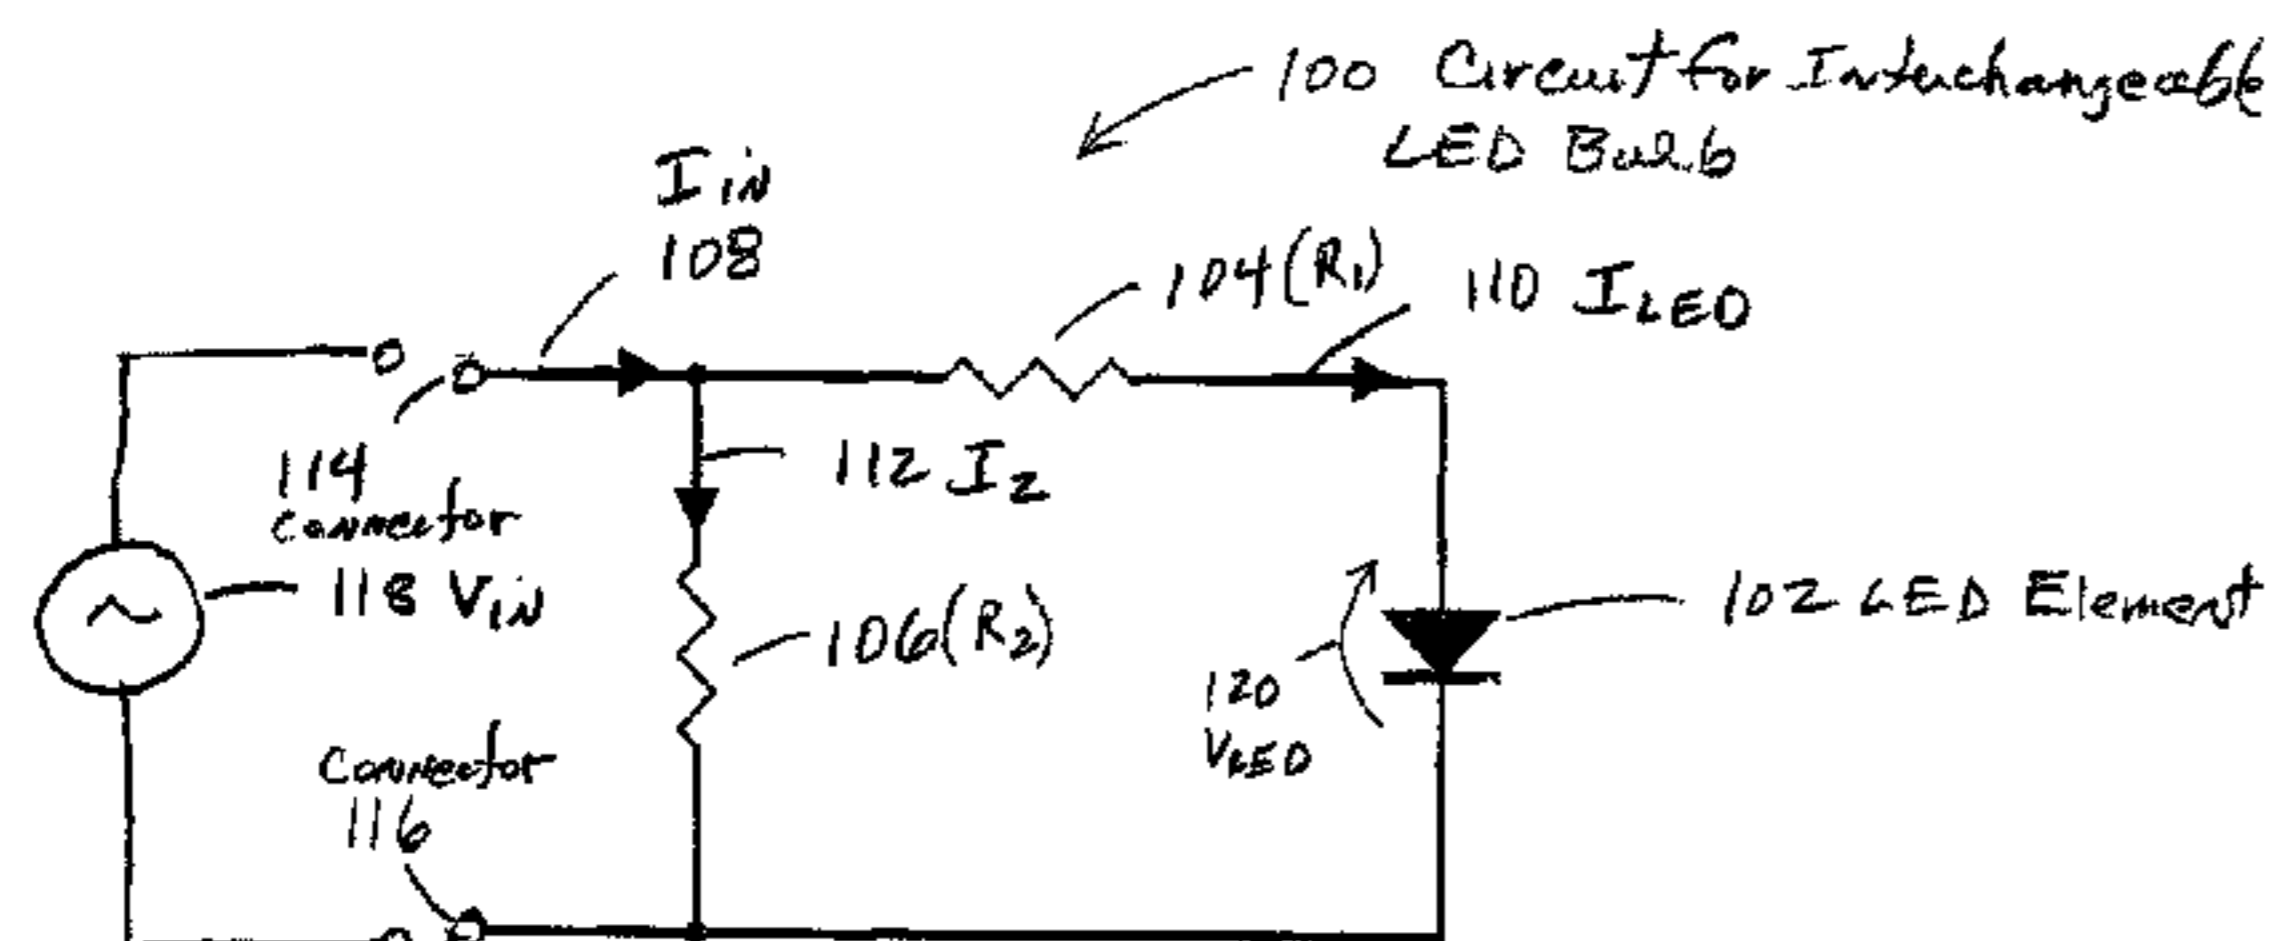 100 Circuit for Interchangeable
LED Bulb
IIN
108
104(R1)
110 ILED
114
Connector
112 I2
118 VIN
106(R2)
102 LED Element
120
VLED
Connector
116